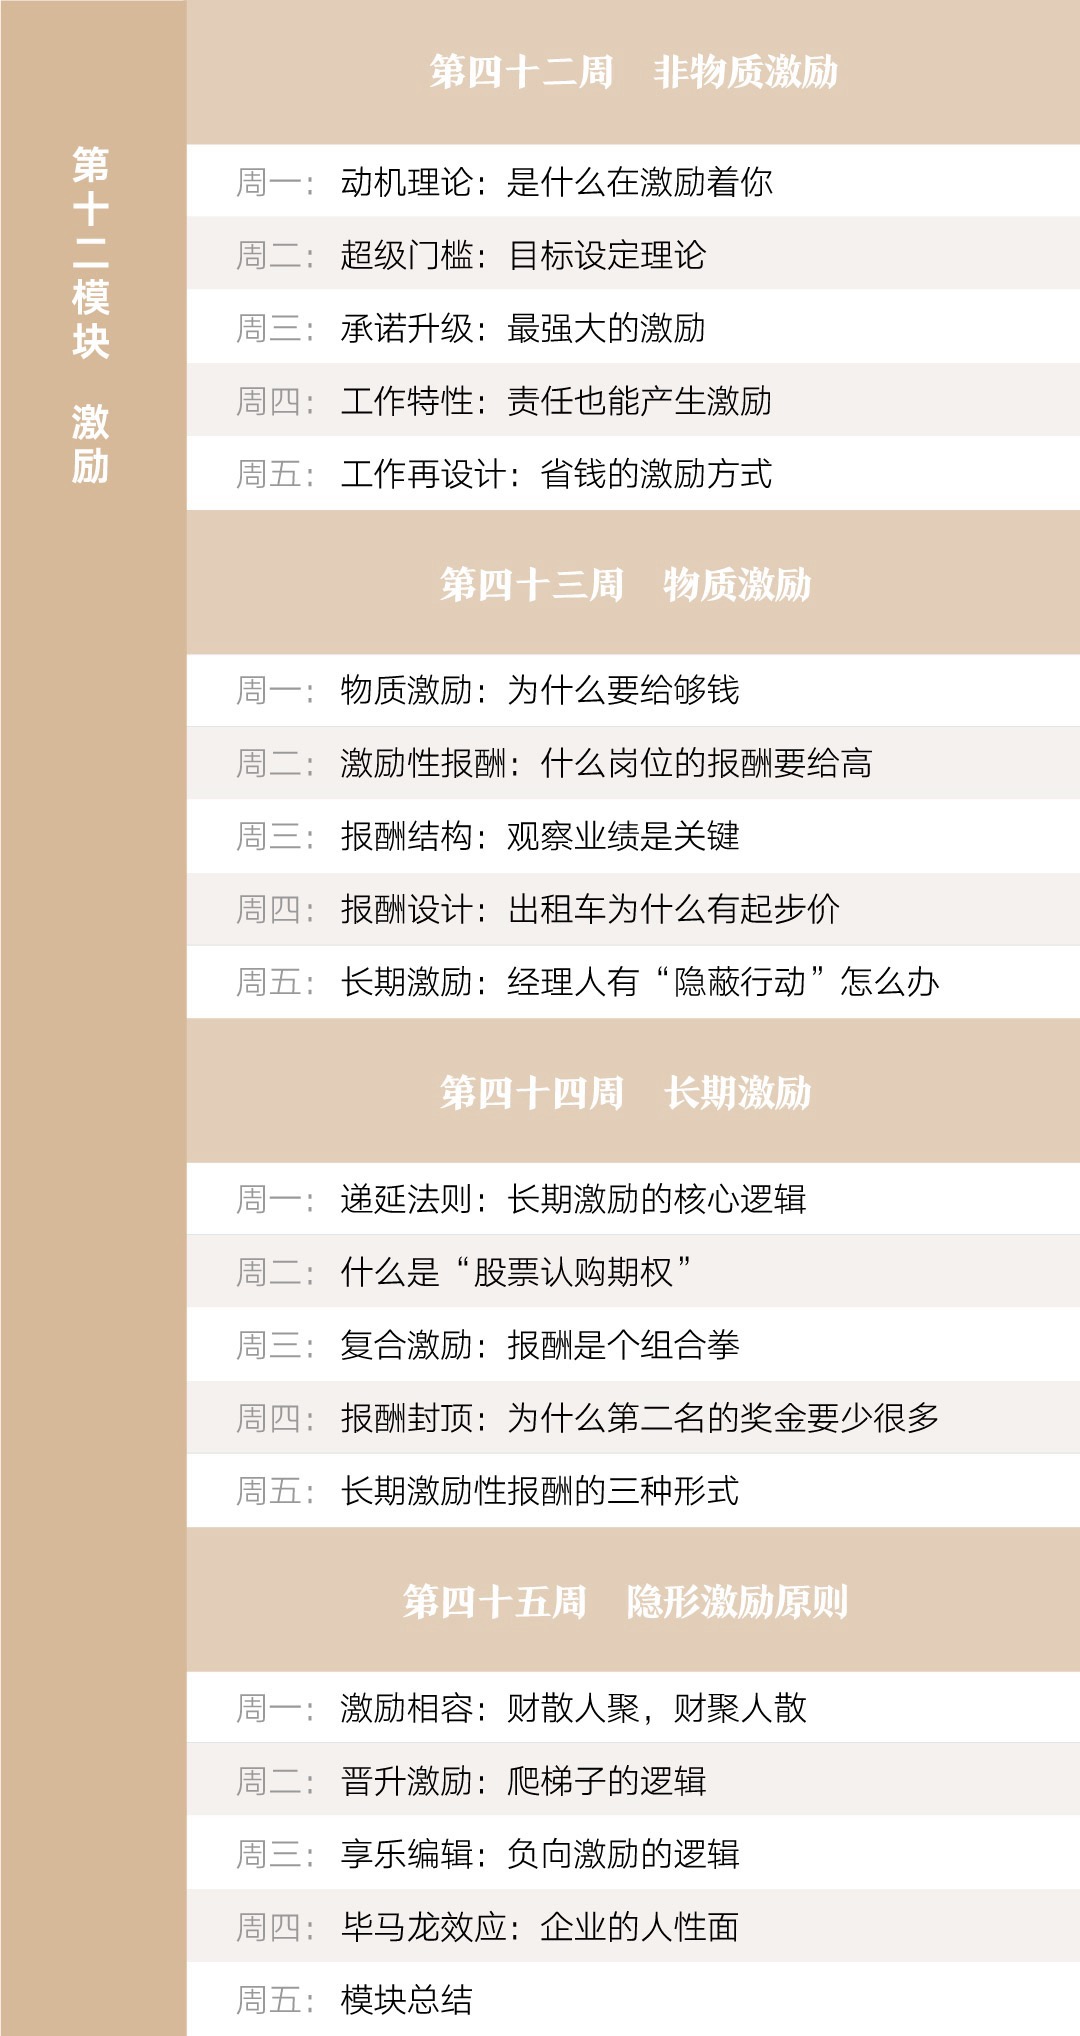 第十二模块 激励
第四十二周 非物质激励
周一：动机理论：是什么在激励着你
周二：超级门槛：目标设定理论
周三：承诺升级：最强大的激励
周四：工作特性：责任也能产生激励
周五：工作再设计：省钱的激励方式
第四十三周 物质激励
周一：物质激励：为什么要给够钱
周二：激励性报酬：什么岗位的报酬要给高
周三：报酬结构：观察业绩是关键
周四：报酬设计：出租车为什么有起步价
周五：长期激励：经理人有“隐蔽行动”怎么办
第四十四周 长期激励
周一：递延法则：长期激励的核心逻辑
周二：什么是“股票认购期权”
周三：复合激励：报酬是个组合拳
周四：报酬封顶：为什么第二名的奖金要少很多
周五：长期激励性报酬的三种形式
第四十五周 隐形激励原则
周一：激励相容：财散人聚，财聚人散
周二：晋升激励：爬梯子的逻辑
周三：享乐编辑：负向激励的逻辑
周四：毕马龙效应：企业的人性面
周五：模块总结